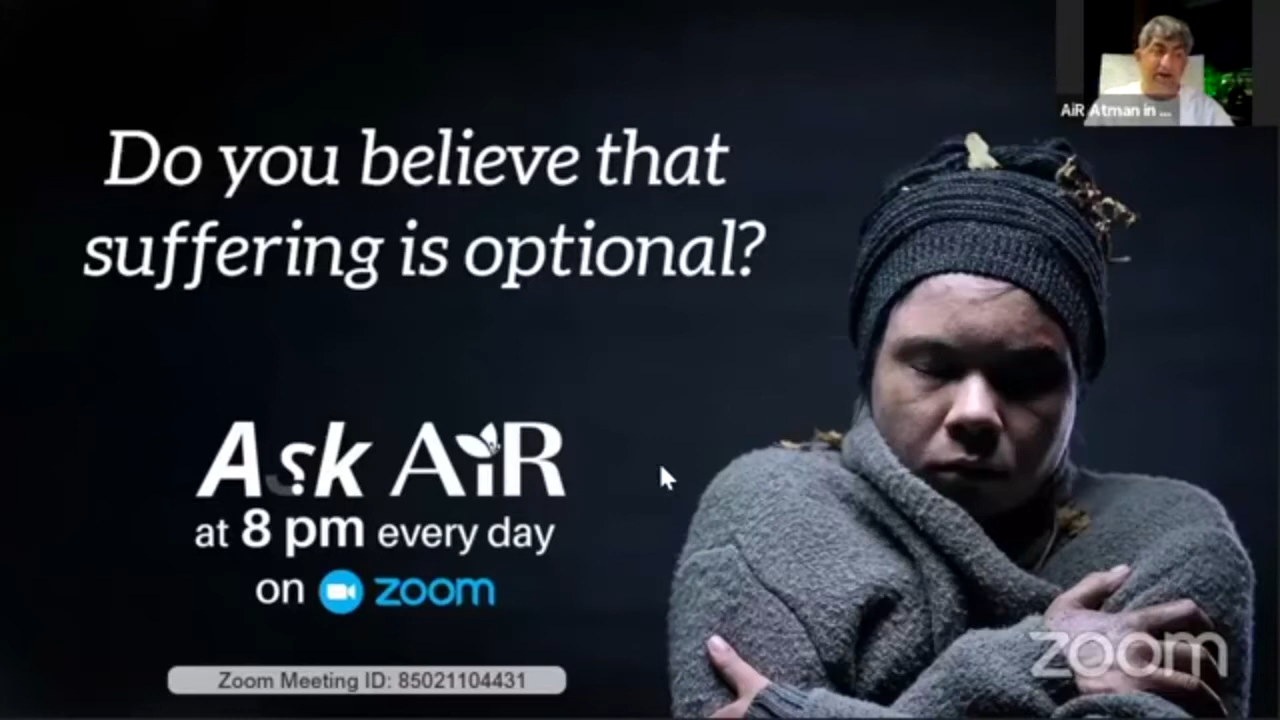 AiR Atman in ...
Do you believe that
suffering is optional?
Ask AiR
at 8 pm every day
on zoom
Zoom Meeting ID: 85021104431
zoom